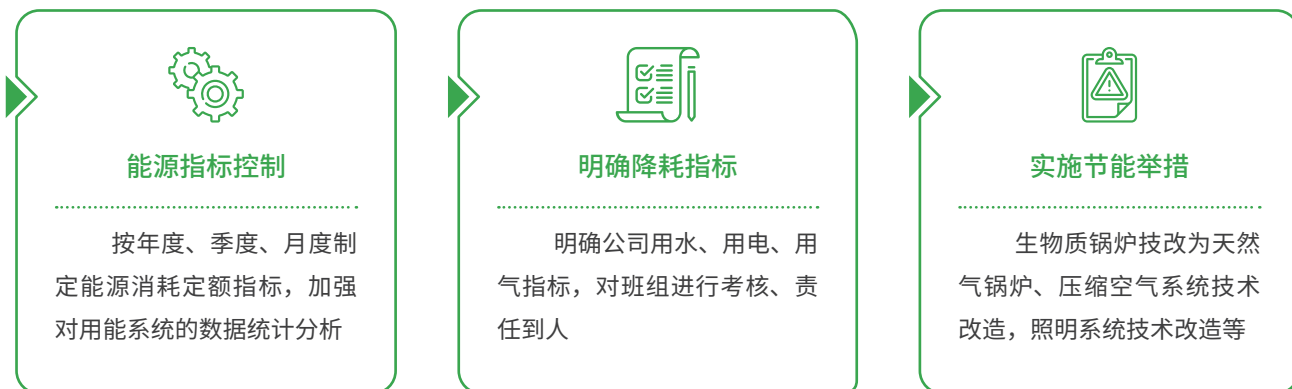 能源指标控制
按年度、季度、月度制
定能源消耗定额指标，加强
对用能系统的数据统计分析
明确降耗指标
明确公司用水、用电、用
气指标，对班组进行考核、责
任到人
实施节能举措
生物质锅炉技改为天然
气锅炉、压缩空气系统技术
改造，照明系统技术改造等